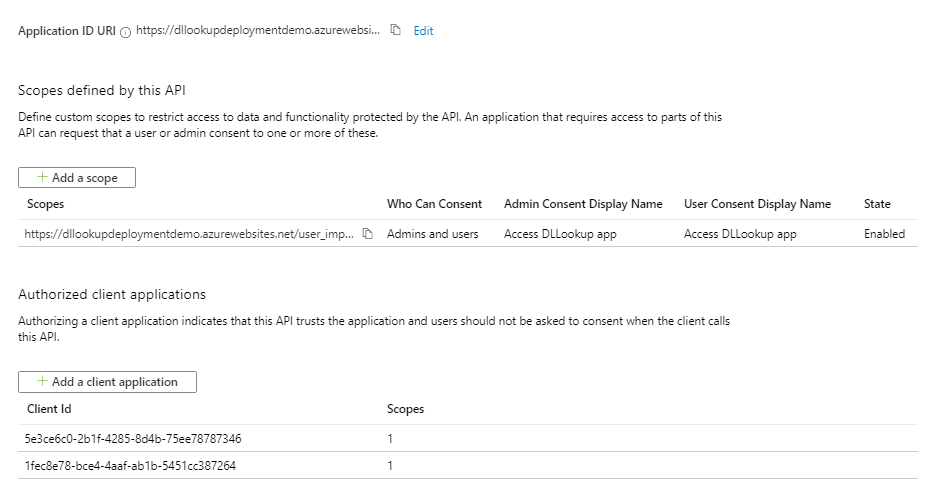 Application ID URI https://dllookupdeploymentdemo.azurewebsi... Edit
Scopes defined by this API
Define custom scopes to restrict access to data and functionality protected by the API. An application that requires access to parts of this
API can request that a user or admin consent to one or more of these.
+ Add a scope
Scopes Who Can Consent Admin Consent Display Name User Consent Display Name State
https://dllookupdeploymentdemo.azurewebsites.net/user_imp... Admins and users Access DLLookup app Access DLLookup app Enabled
Authorized client applications
Authorizing a client application indicates that this API trusts the application and users should not be asked to consent when the client calls
this API.
+ Add a client application
Client Id Scopes
5e3ce6c0-2b1f-4285-8d4b-75ee78787346 1
1fec8e78-bce4-4aaf-ab1b-5451cc387264 1